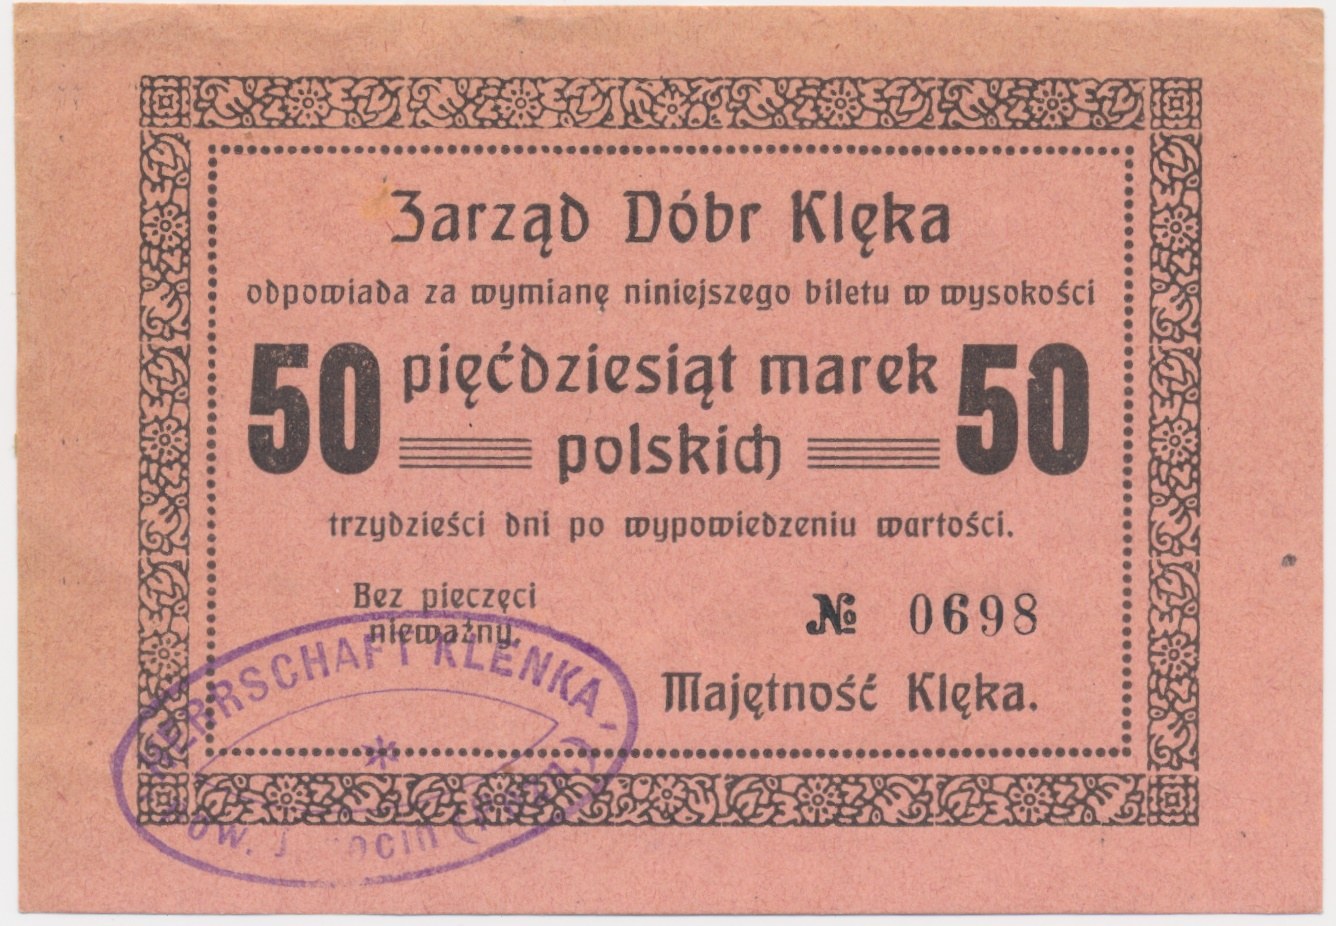 Zarząd Dóbr Klęka
odpowiada za wymianę niniejszego biletu w wysokości
50 pięćdziesiąt marek 50
polskich
trzydzieści dni po wypowiedzeniu wartości.
Bez pieczęci
nieważny.
№ 0698
Majętność Klęka.
HERRSCHAFT KLENKA